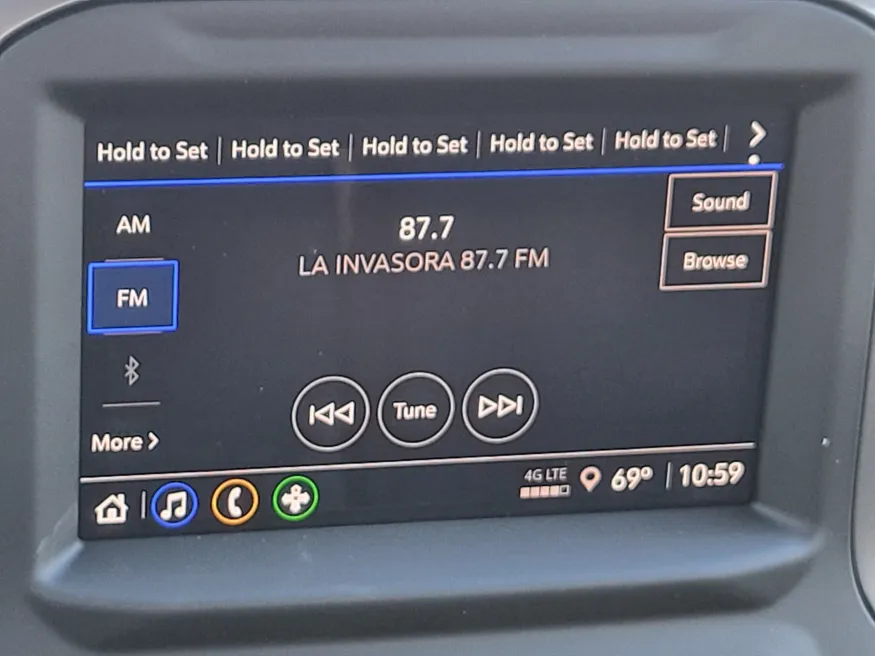 Hold to Set | Hold to Set | Hold to Set | Hold to Set | Hold to Set |
Sound
AM
87.7
LA INVASORA 87.7 FM
Browse
FM
More
Tune
4G LTE
69° | 10:59